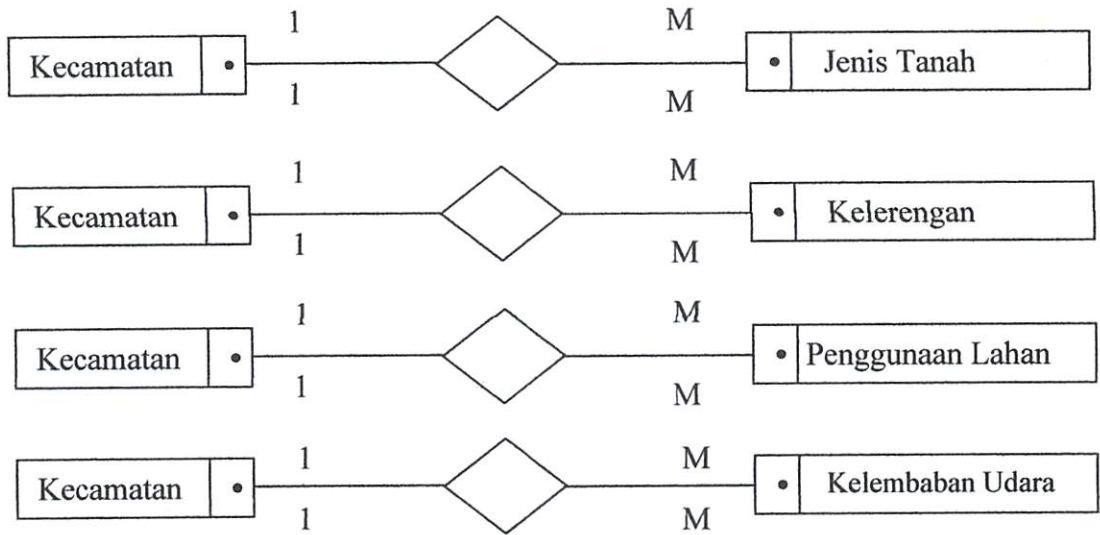 1 M
Kecamatan Jenis Tanah
1 M
1 M
Kecamatan Kelerengan
1 M
1 M
Kecamatan Penggunaan Lahan
1 M
1 M
Kecamatan Kelembaban Udara
1 M